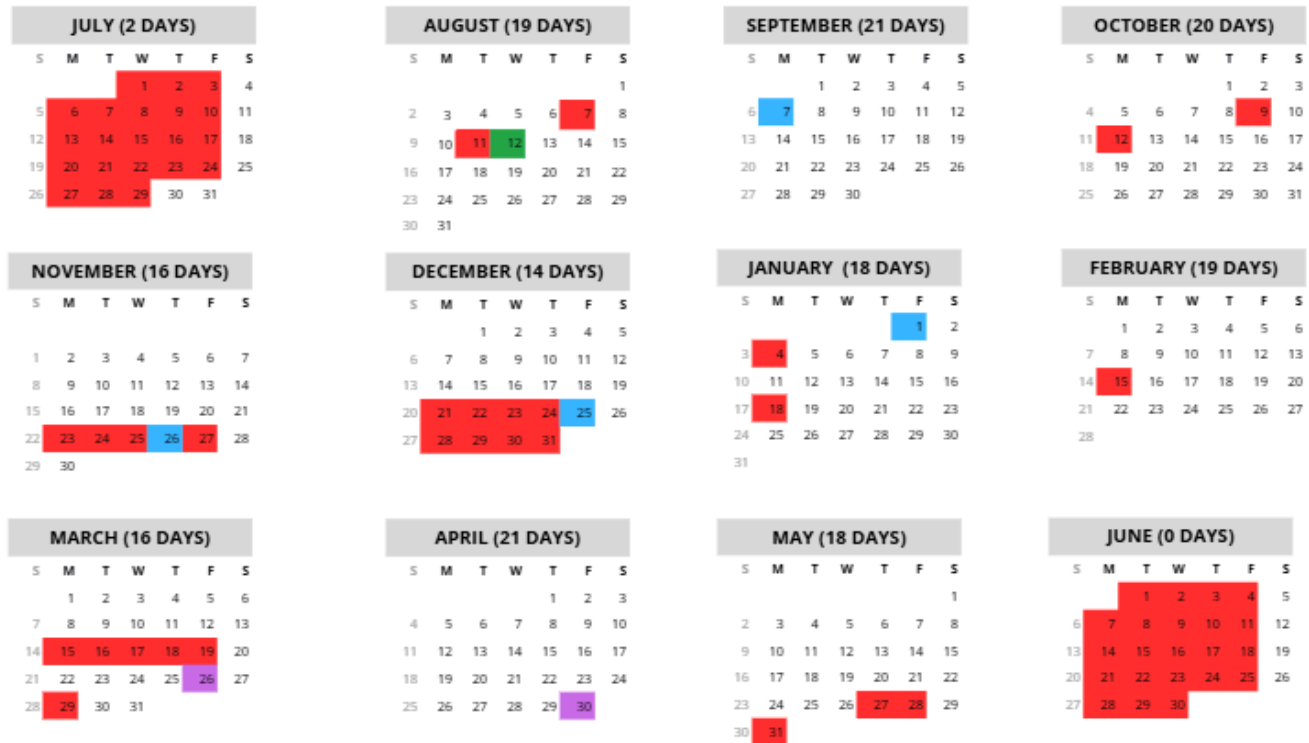 JULY (2 DAYS)
S M T W T F S
1 2 3 4
5 6 7 8 9 10 11
12 13 14 15 16 17 18
19 20 21 22 23 24 25
26 27 28 29 30 31
AUGUST (19 DAYS)
S M T W T F S
1
2 3 4 5 6 7 8
9 10 11 12 13 14 15
16 17 18 19 20 21 22
23 24 25 26 27 28 29
30 31
SEPTEMBER (21 DAYS)
S M T W T F S
1 2 3 4 5
6 7 8 9 10 11 12
13 14 15 16 17 18 19
20 21 22 23 24 25 26
27 28 29 30
OCTOBER (20 DAYS)
S M T W T F S
1 2 3
4 5 6 7 8 9 10
11 12 13 14 15 16 17
18 19 20 21 22 23 24
25 26 27 28 29 30 31
NOVEMBER (16 DAYS)
S M T W T F S
1 2 3 4 5 6 7
8 9 10 11 12 13 14
15 16 17 18 19 20 21
22 23 24 25 26 27 28
29 30
DECEMBER (14 DAYS)
S M T W T F S
1 2 3 4 5
6 7 8 9 10 11 12
13 14 15 16 17 18 19
20 21 22 23 24 25 26
27 28 29 30 31
JANUARY (18 DAYS)
S M T W T F S
1 2
3 4 5 6 7 8 9
10 11 12 13 14 15 16
17 18 19 20 21 22 23
24 25 26 27 28 29 30
31
FEBRUARY (19 DAYS)
S M T W T F S
1 2 3 4 5 6
7 8 9 10 11 12 13
14 15 16 17 18 19 20
21 22 23 24 25 26 27
28
MARCH (16 DAYS)
S M T W T F S
1 2 3 4 5 6
7 8 9 10 11 12 13
14 15 16 17 18 19 20
21 22 23 24 25 26 27
28 29 30 31
APRIL (21 DAYS)
S M T W T F S
1 2 3
4 5 6 7 8 9 10
11 12 13 14 15 16 17
18 19 20 21 22 23 24
25 26 27 28 29 30
MAY (18 DAYS)
S M T W T F S
1
2 3 4 5 6 7 8
9 10 11 12 13 14 15
16 17 18 19 20 21 22
23 24 25 26 27 28 29
30 31
JUNE (0 DAYS)
S M T W T F S
1 2 3 4 5
6 7 8 9 10 11 12
13 14 15 16 17 18 19
20 21 22 23 24 25 26
27 28 29 30